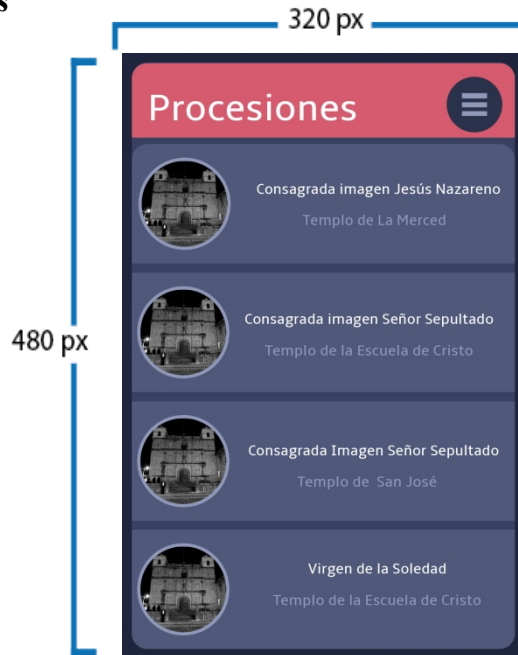 s
320 px
480 px
Procesiones
Consagrada imagen Jesús Nazareno
Templo de La Merced
Consagrada imagen Señor Sepultado
Templo de la Escuela de Cristo
Consagrada Imagen Señor Sepultado
Templo de San José
Virgen de la Soledad
Templo de la Escuela de Cristo